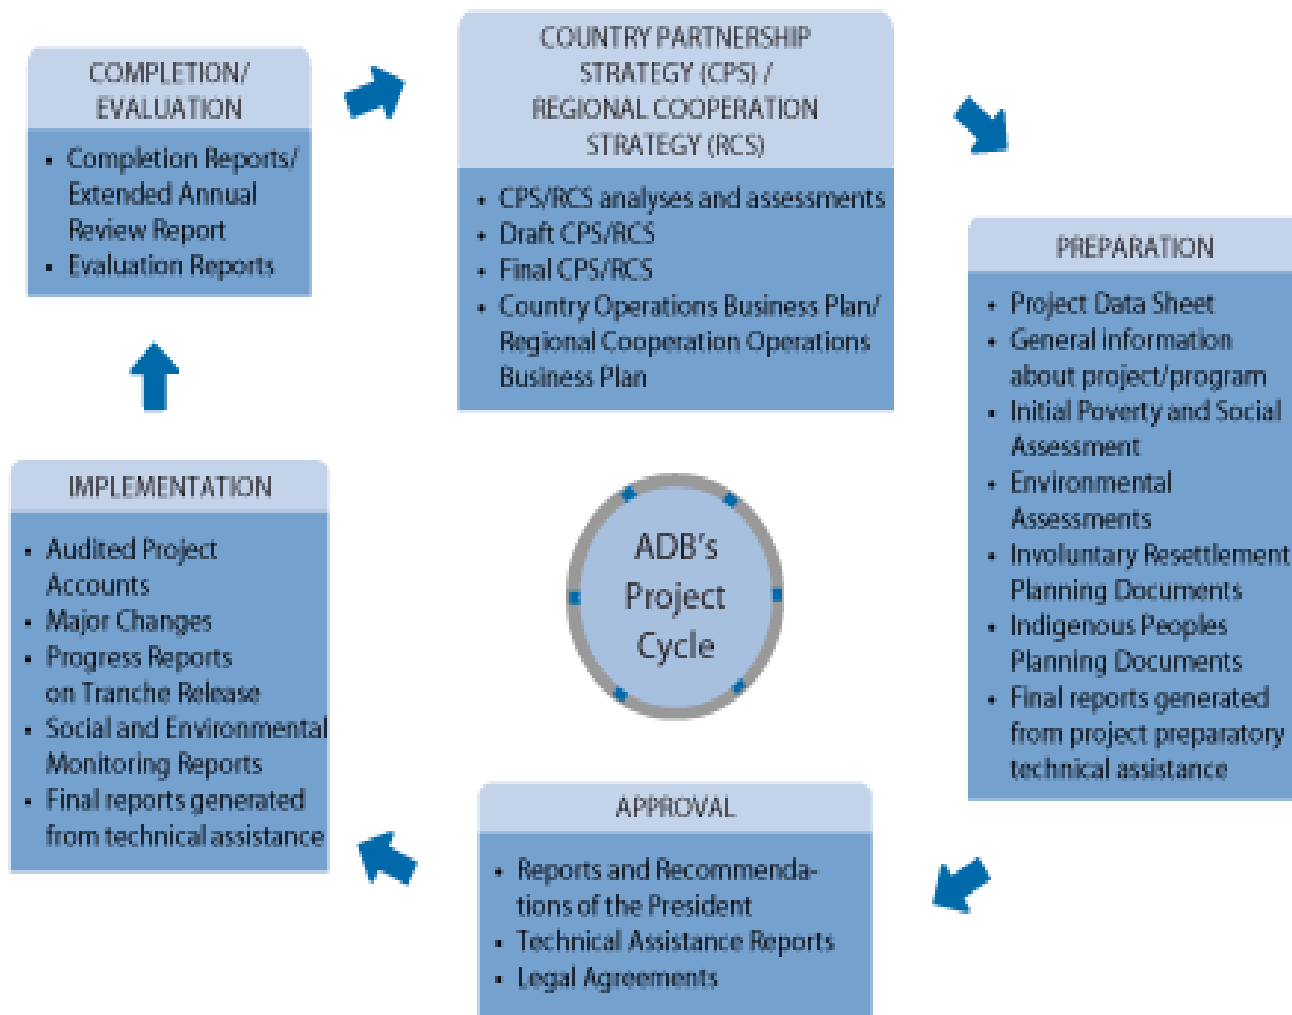 COMPLETION/
EVALUATION
• Completion Reports/
Extended Annual
Review Report
• Evaluation Reports
COUNTRY PARTNERSHIP
STRATEGY (CPS) /
REGIONAL COOPERATION
STRATEGY (RCS)
• CPS/RCS analyses and assessments
• Draft CPS/RCS
• Final CPS/RCS
• Country Operations Business Plan/
Regional Cooperation Operations
Business Plan
PREPARATION
• Project Data Sheet
• General information
about project/program
• Initial Poverty and Social
Assessment
• Environmental
Assessments
• Involuntary Resettlement
Planning Documents
• Indigenous Peoples
Planning Documents
• Final reports generated
from project preparatory
technical assistance
APPROVAL
• Reports and Recommenda-
tions of the President
• Technical Assistance Reports
• Legal Agreements
IMPLEMENTATION
• Audited Project
Accounts
• Major Changes
• Progress Reports
on Tranche Release
• Social and Environmental
Monitoring Reports
• Final reports generated
from technical assistance
ADB's
Project
Cycle